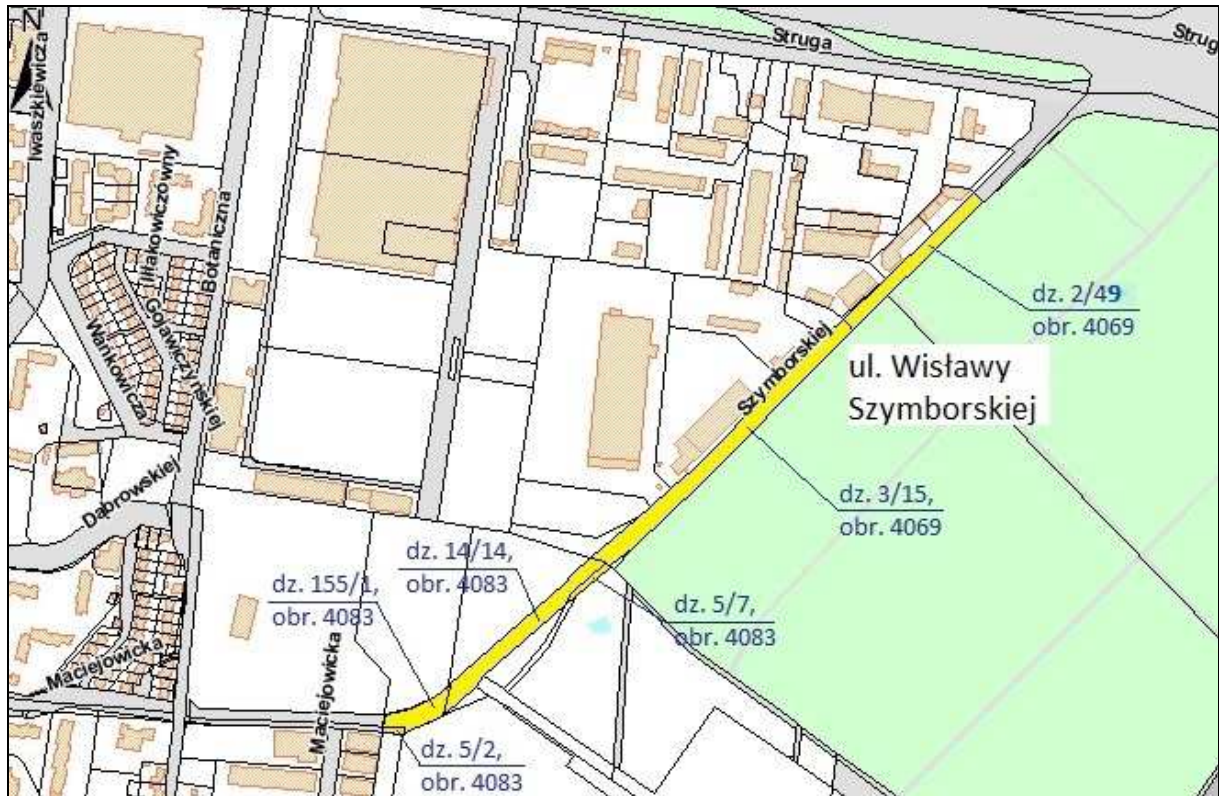 N
Struga
Strug
Iwaszkiewicza
Iłłakowiczówny
Botaniczna
Gojawiczyńskiej
Wańkowicza
Dąbrowskiej
Maciejowicka
Maciejowicka
Szymborskiej
ul. Wisławy
Szymborskiej
dz. 2/49
obr. 4069
dz. 3/15,
obr. 4069
dz. 14/14,
obr. 4083
dz. 155/1,
obr. 4083
dz. 5/7,
obr. 4083
dz. 5/2,
obr. 4083